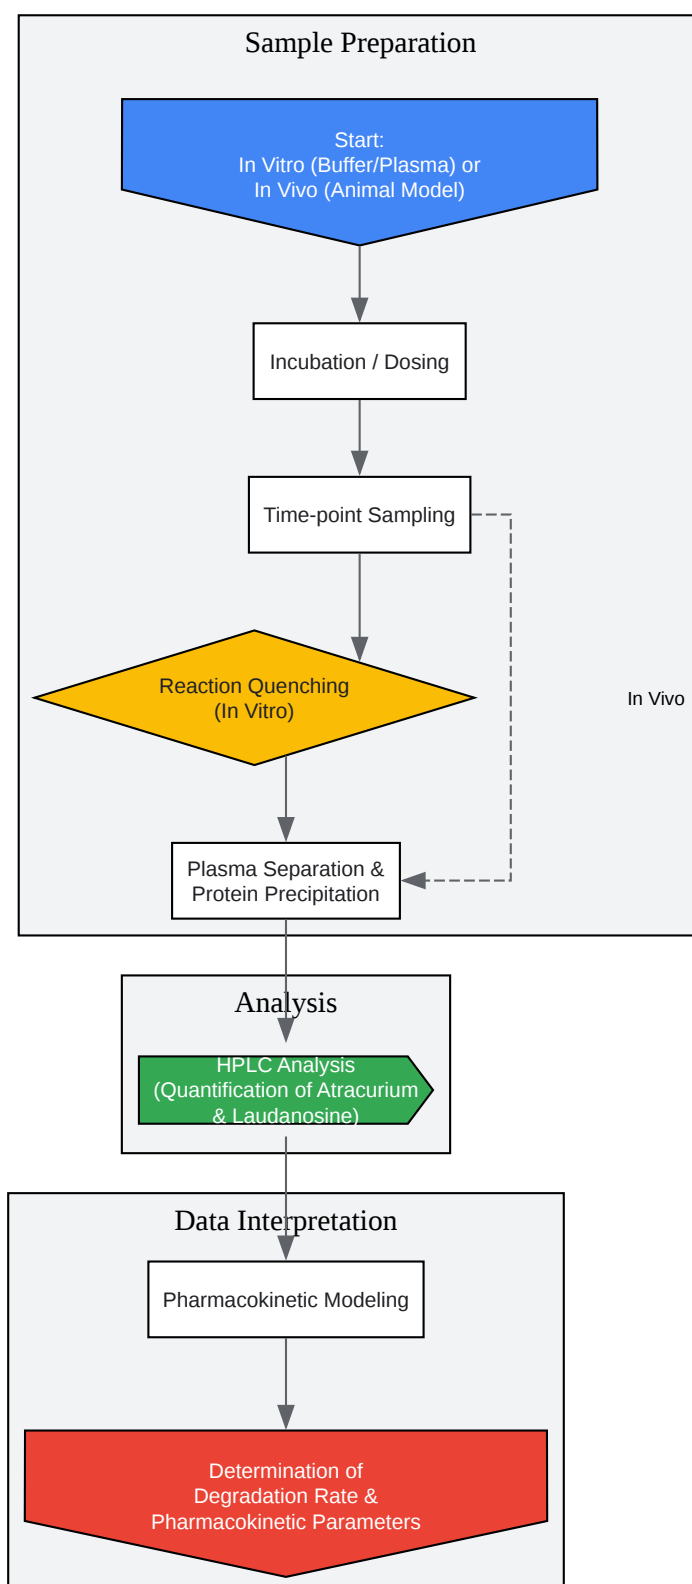 Sample Preparation
Start:
In Vitro (Buffer/Plasma) or
In Vivo (Animal Model)
Incubation / Dosing
Time-point Sampling
Reaction Quenching
(In Vitro)
In Vivo
Plasma Separation &
Protein Precipitation
Analysis
HPLC Analysis
(Quantification of Atracurium
& Laudanosine)
Data Interpretation
Pharmacokinetic Modeling
Determination of
Degradation Rate &
Pharmacokinetic Parameters